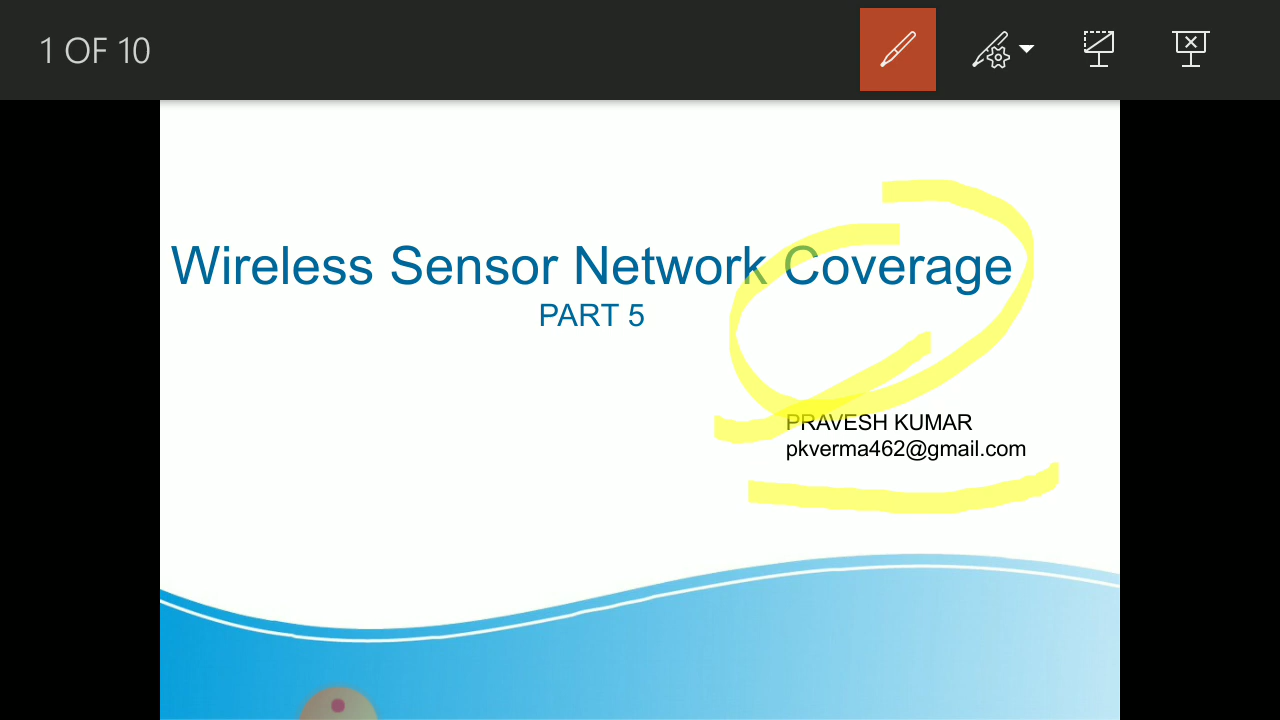 1 OF 10
Wireless Sensor Network Coverage
PART 5
PRAVESH KUMAR
pkverma462@gmail.com